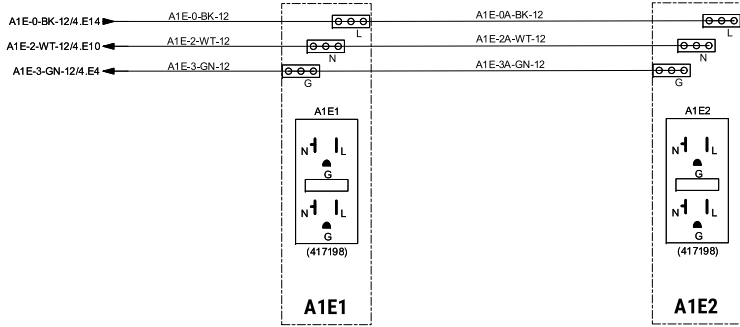 A1E-0-BK-12/4.E14 A1E-0-BK-12 A1E-0A-BK-12
L L
A1E-2-WT-12/4.E10 A1E-2-WT-12 A1E-2A-WT-12
N N
A1E-3-GN-12/4.E4 A1E-3-GN-12 A1E-3A-GN-12
G G
A1E1 A1E2
N L N L
G G
N L N L
G G
(417198) (417198)
A1E1 A1E2